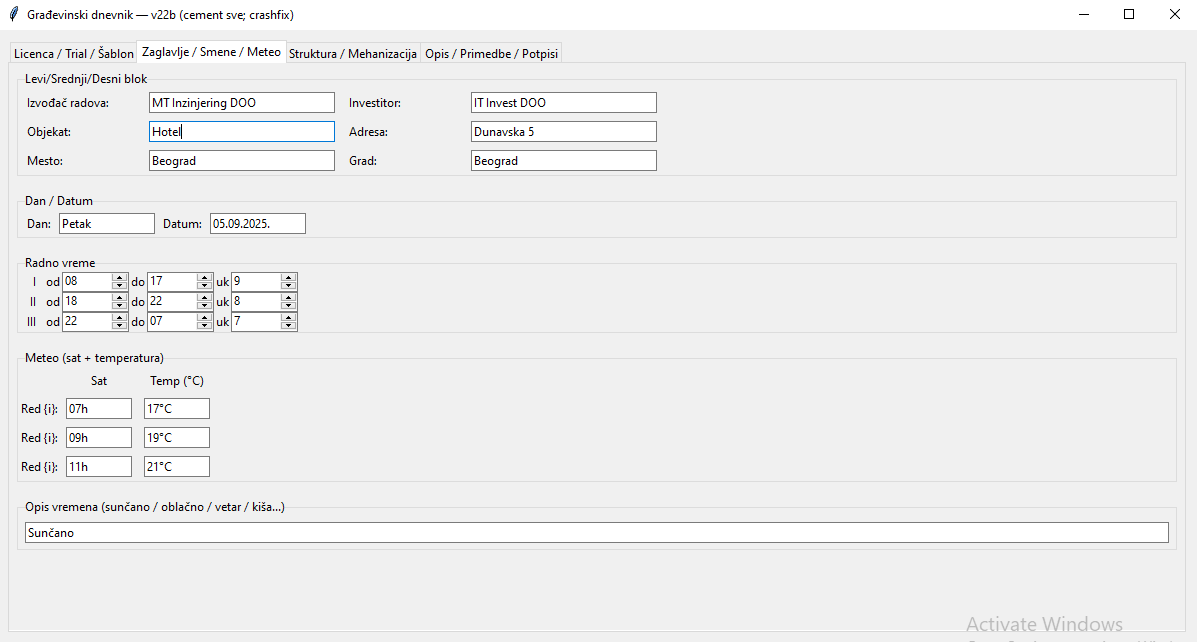 Građevinski dnevnik — v22b (cement sve; crashfix)
Licenca / Trial / Šablon Zaglavlje / Smene / Meteo Struktura / Mehanizacija Opis / Primedbe / Potpisi
Levi/Srednji/Desni blok
Izvođač radova: MT Inzinjering DOO Investitor: IT Invest DOO
Objekat: Hotel Adresa: Dunavska 5
Mesto: Beograd Grad: Beograd
Dan / Datum
Dan: Petak Datum: 05.09.2025.
Radno vreme
I od 08 do 17 uk 9
II od 18 do 22 uk 8
III od 22 do 07 uk 7
Meteo (sat + temperatura)
Sat Temp (°C)
Red {i}: 07h 17°C
Red {i}: 09h 19°C
Red {i}: 11h 21°C
Opis vremena (sunčano / oblačno / vetar / kiša...)
Sunčano
Activate Windows